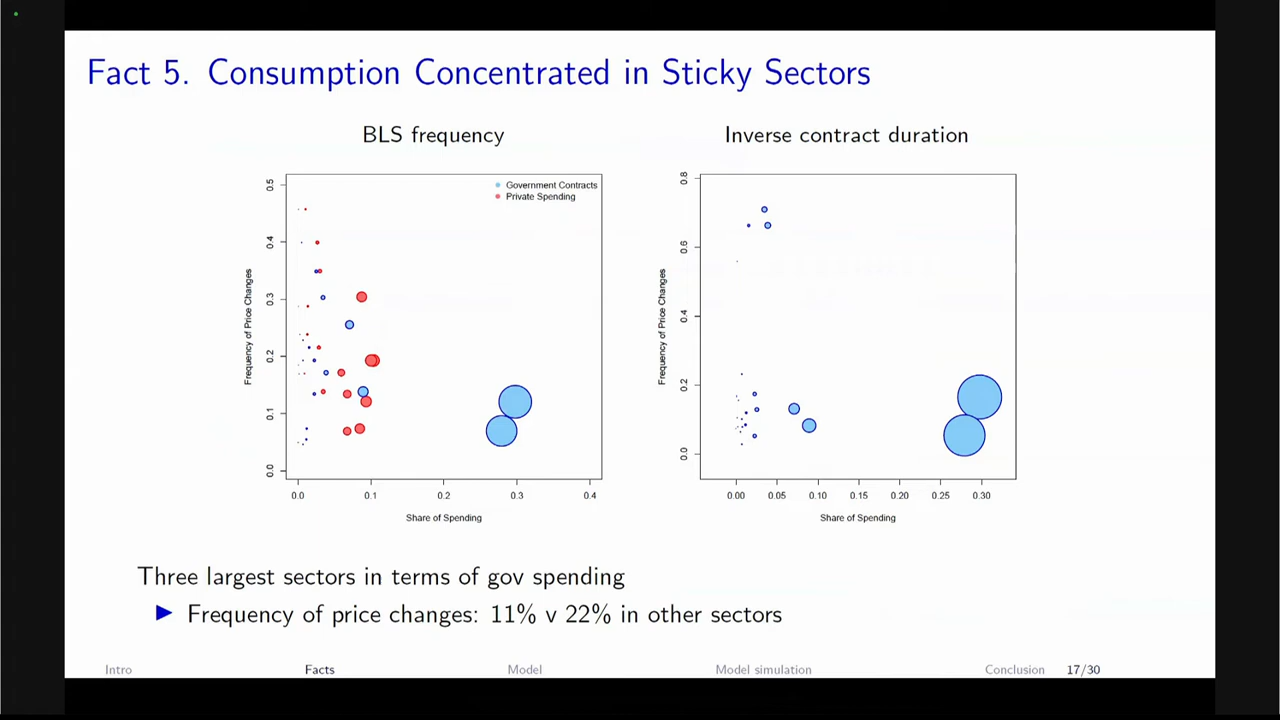 Fact 5. Consumption Concentrated in Sticky Sectors
BLS frequency
Frequency of Price Changes
0.5
0.4
0.3
0.2
0.1
0.0
Government Contracts
Private Spending
0.0 0.1 0.2 0.3 0.4
Share of Spending
Inverse contract duration
Frequency of Price Changes
0.8
0.6
0.4
0.2
0.0
0.00 0.05 0.10 0.15 0.20 0.25 0.30
Share of Spending
Three largest sectors in terms of gov spending
Frequency of price changes: 11% v 22% in other sectors
Intro Facts Model Model simulation Conclusion 17/30